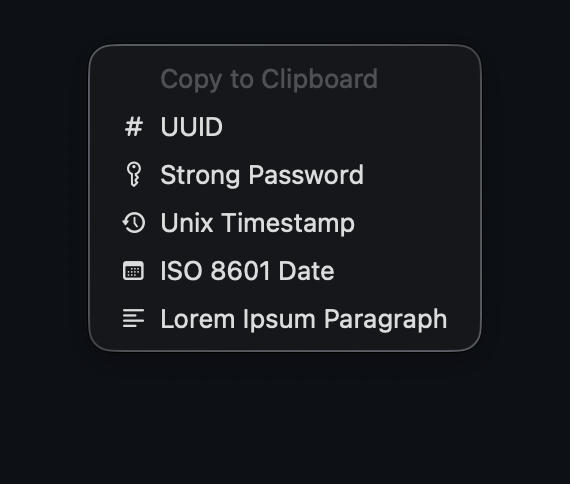 Copy to Clipboard
# UUID
Strong Password
Unix Timestamp
ISO 8601 Date
Lorem Ipsum Paragraph